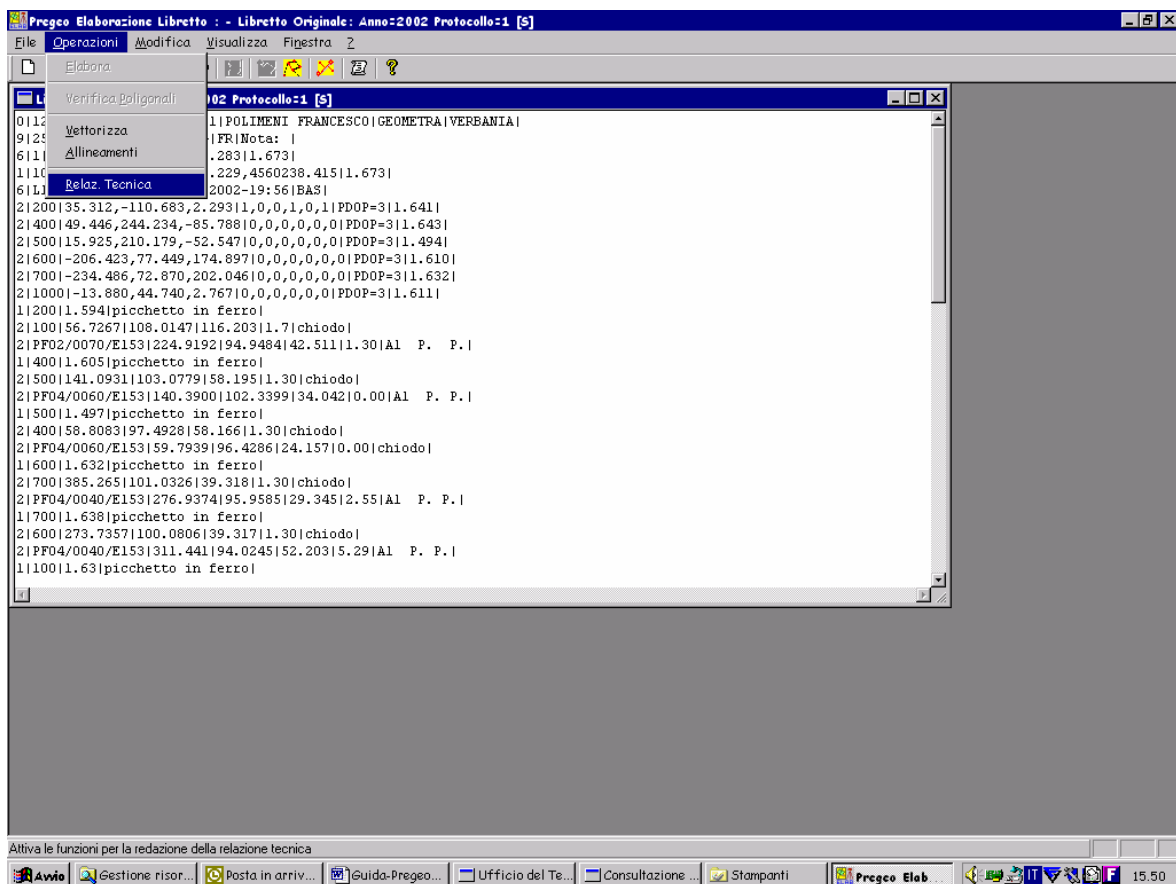 Pregeo Elaborazione Libretto : - Libretto Originale: Anno=2002 Protocollo=1 [S]
File Operazioni Modifica Visualizza Finestra ?
Elabora
Verifica Poligonali
Vettorizza
Allineamenti
Relaz. Tecnica
Li 002 Protocollo=1 [S]
0|12 1|POLIMENI FRANCESCO|GEOMETRA|VERBANIA|
9|25 |FR|Nota: |
6|1| .283|1.673|
1|10 .229,4560238.415|1.673|
6|L1 2002-19:56|BAS|
2|200|35.312,-110.683,2.293|1,0,0,1,0,1|PDOP=3|1.641|
2|400|49.446,244.234,-85.788|0,0,0,0,0,0|PDOP=3|1.643|
2|500|15.925,210.179,-52.547|0,0,0,0,0,0|PDOP=3|1.494|
2|600|-206.423,77.449,174.897|0,0,0,0,0,0|PDOP=3|1.610|
2|700|-234.486,72.870,202.046|0,0,0,0,0,0|PDOP=3|1.632|
2|1000|-13.880,44.740,2.767|0,0,0,0,0,0|PDOP=3|1.611|
1|200|1.594|picchetto in ferro|
2|100|56.7267|108.0147|116.203|1.7|chiodo|
2|PF02/0070/E153|224.9192|94.9484|42.511|1.30|A1 P. P.|
1|400|1.605|picchetto in ferro|
2|500|141.0931|103.0779|58.195|1.30|chiodo|
2|PF04/0060/E153|140.3900|102.3399|34.042|0.00|A1 P. P.|
1|500|1.497|picchetto in ferro|
2|400|58.8083|97.4928|58.166|1.30|chiodo|
2|PF04/0060/E153|59.7939|96.4286|24.157|0.00|chiodo|
1|600|1.632|picchetto in ferro|
2|700|385.265|101.0326|39.318|1.30|chiodo|
2|PF04/0040/E153|276.9374|95.9585|29.345|2.55|A1 P. P.|
1|700|1.638|picchetto in ferro|
2|600|273.7357|100.0806|39.317|1.30|chiodo|
2|PF04/0040/E153|311.441|94.0245|52.203|5.29|A1 P. P.|
1|100|1.63|picchetto in ferro|
Attiva le funzioni per la redazione della relazione tecnica
Avvio Gestione risor... Posta in arriv... Guida-Pregeo... Ufficio del Te... Consultazione ... Stampanti Pregeo Elab... IT 15.50